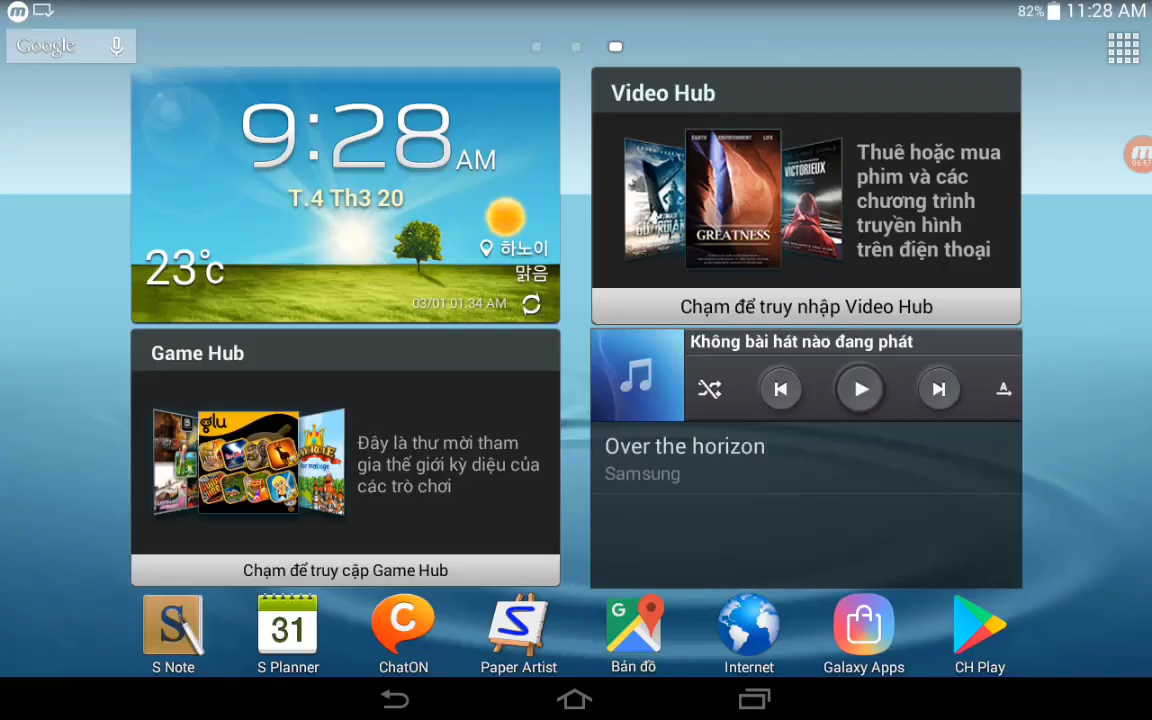 82% 11:28 AM
Google
9:28 AM
T.4 Th3 20
23°c
하노이
맑음
03/01 01.34 AM
Video Hub
EARTH ENVIRONMENT LIFE
GREATNESS
VICTORIEUX
Thuê hoặc mua
phim và các
chương trình
truyền hình
trên điện thoại
Chạm để truy nhập Video Hub
Game Hub
glu
Đây là thư mời tham
gia thế giới kỳ diệu của
các trò chơi
Chạm để truy cập Game Hub
Không bài hát nào đang phát
A
Over the horizon
Samsung
31
S Note
S Planner
ChatON
Paper Artist
Bản đồ
Internet
Galaxy Apps
CH Play